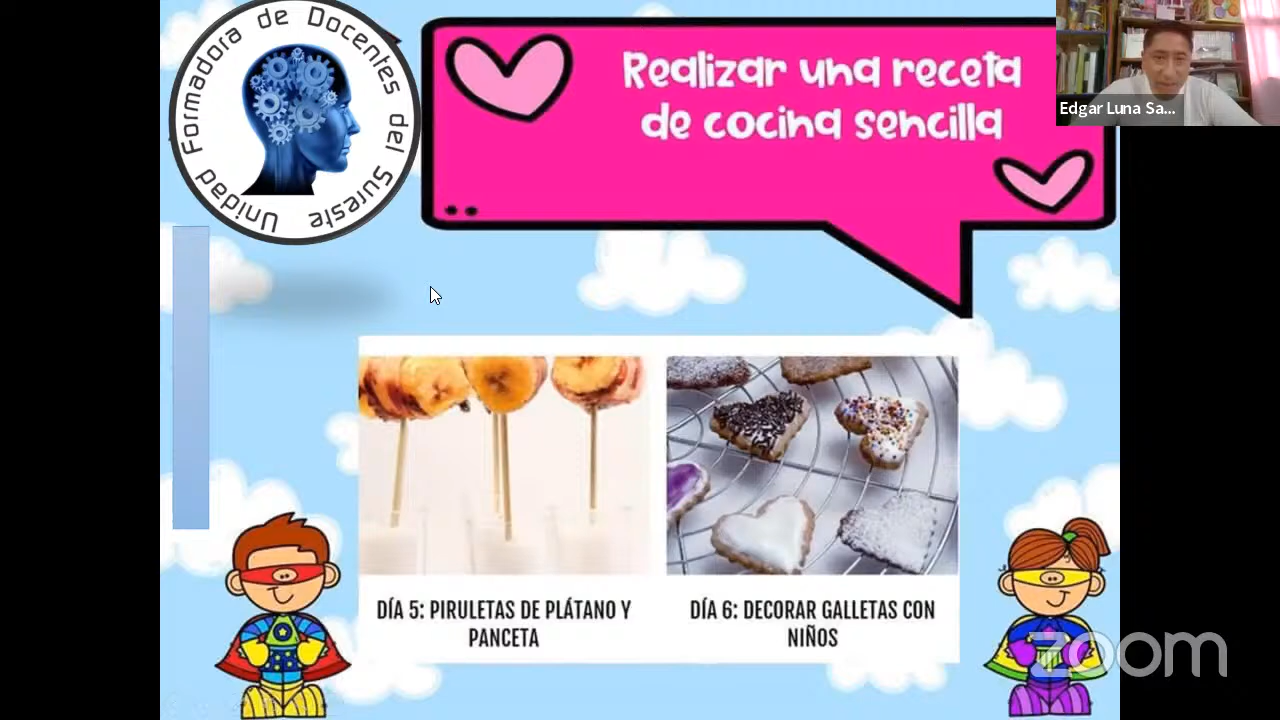 Unidad Formadora de Docentes del Sureste
Realizar una receta
de cocina sencilla
Edgar Luna Sa...
DÍA 5: PIRULETAS DE PLÁTANO Y
PANCETA
DÍA 6: DECORAR GALLETAS CON
NIÑOS
zoom